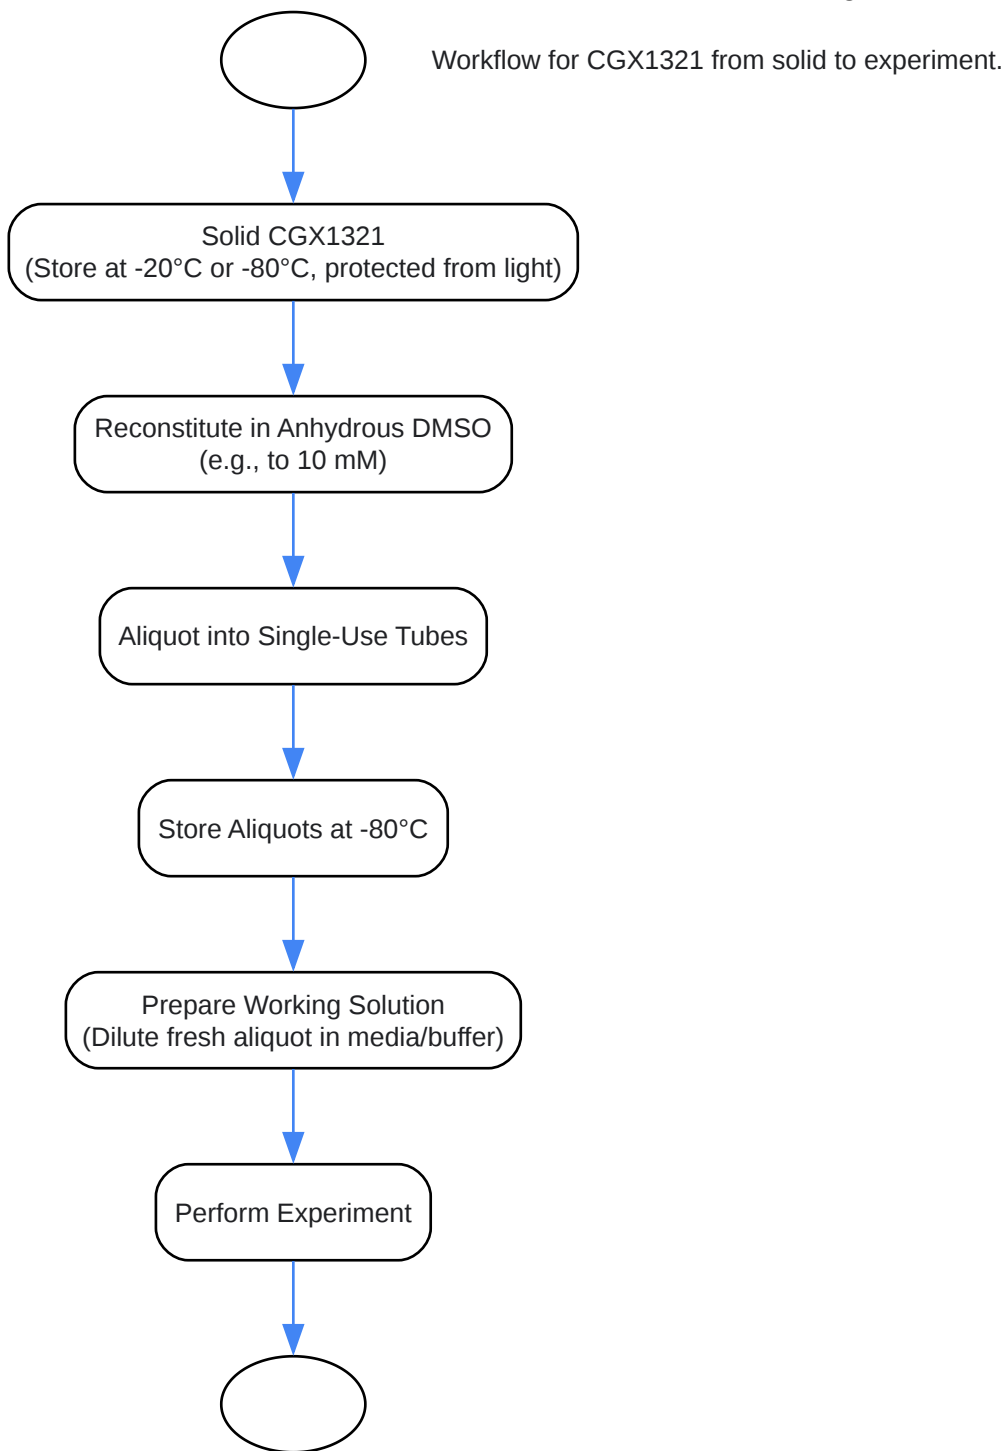 Workflow for CGX1321 from solid to experiment.
Solid CGX1321
(Store at -20°C or -80°C, protected from light)
Reconstitute in Anhydrous DMSO
(e.g., to 10 mM)
Aliquot into Single-Use Tubes
Store Aliquots at -80°C
Prepare Working Solution
(Dilute fresh aliquot in media/buffer)
Perform Experiment